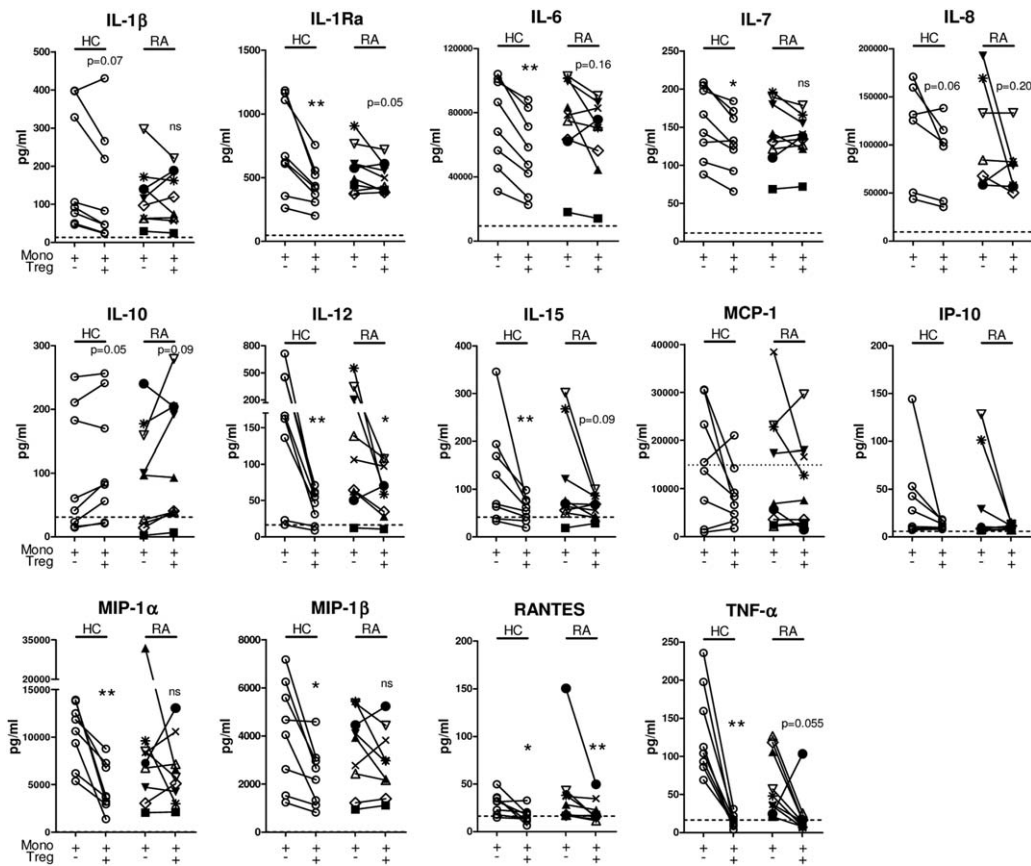 IL-1β IL-1Ra IL-6 IL-7 IL-8
HC RA HC RA HC RA HC RA HC RA
p=0.07 ns ** p=0.05 ** p=0.16 * ns p=0.06 p=0.20
pg/ml pg/ml pg/ml pg/ml pg/ml
500 400 300 200 100 0
1500 1000 500 0
120000 80000 40000 0
200 150 100 50 0
200000 150000 100000 50000 0
Mono + + + + + + + + + + + + + + + + + + + +
Treg - + - + - + - + - + - + - + - + - + - +
IL-10 IL-12 IL-15 MCP-1 IP-10
HC RA HC RA HC RA HC RA HC RA
p=0.05 p=0.09 ** * ** p=0.09
pg/ml pg/ml pg/ml pg/ml pg/ml
300 200 100 0
800 600 400 200 150 100 50 0
400 300 200 100 0
40000 30000 20000 10000 0
200 150 100 50 0
Mono + + + + + + + + + + + + + + + + + + + +
Treg - + - + - + - + - + - + - + - + - + - +
MIP-1α MIP-1β RANTES TNF-α
HC RA HC RA HC RA HC RA
** ns * ns * ** ** p=0.055
pg/ml pg/ml pg/ml pg/ml
35000 20000 15000 10000 5000 0
8000 6000 4000 2000 0
200 150 100 50 0
250 200 150 100 50 0
Mono + + + + + + + + + + + + + + + +
Treg - + - + - + - + - + - + - + - +